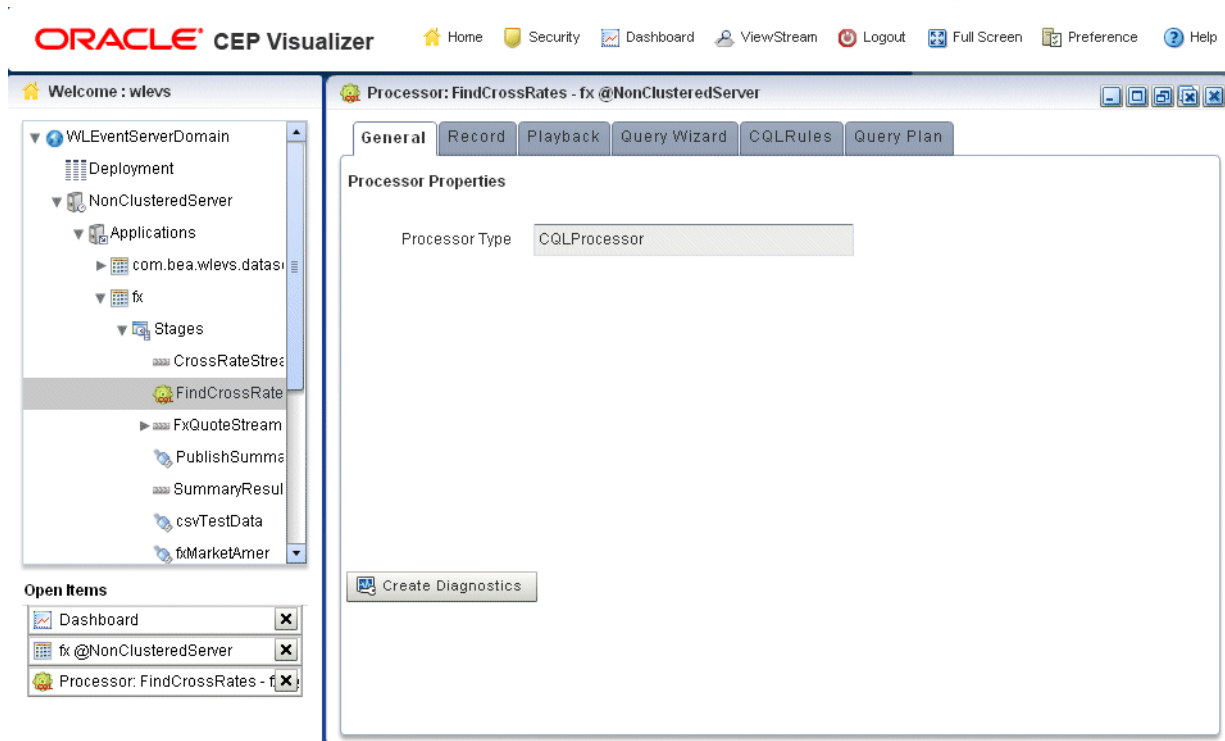 ORACLE CEP Visualizer
Home Security Dashboard ViewStream Logout Full Screen Preference Help
Welcome : wlevs
WLEventServerDomain
Deployment
NonClusteredServer
Applications
com.bea.wlevs.datas
fx
Stages
CrossRateStrea
FindCrossRate
FxQuoteStream
PublishSumma
SummaryResul
csvTestData
fxMarketAmer
Open Items
Dashboard
fx @NonClusteredServer
Processor: FindCrossRates - f
Processor: FindCrossRates - fx @NonClusteredServer
General Record Playback Query Wizard CQLRules Query Plan
Processor Properties
Processor Type CQLProcessor
Create Diagnostics